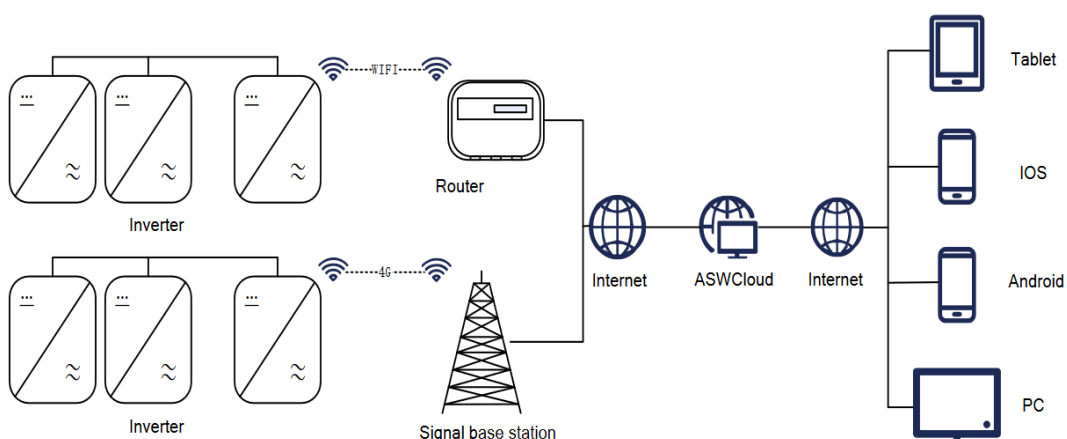 WIFI
Router
Inverter
4G
Inverter
Signal base station
Internet
ASWCloud
Internet
Tablet
IOS
Android
PC